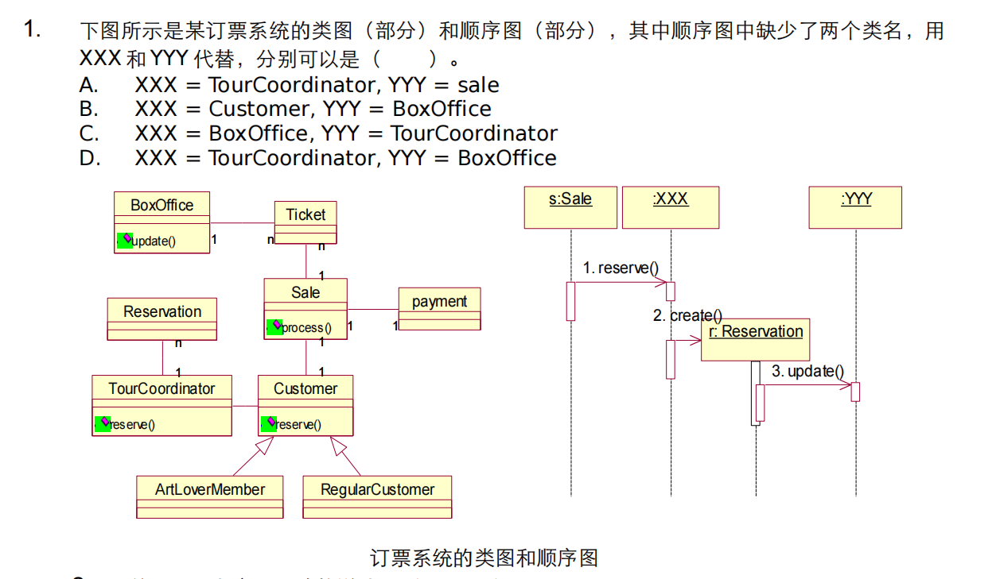 1. 下图所示是某订票系统的类图（部分）和顺序图（部分），其中顺序图中缺少了两个类名，用
XXX 和 YYY 代替，分别可以是（ ）。
A. XXX = TourCoordinator, YYY = sale
B. XXX = Customer, YYY = BoxOffice
C. XXX = BoxOffice, YYY = TourCoordinator
D. XXX = TourCoordinator, YYY = BoxOffice
BoxOffice
update()
1
n
Ticket
n
1
Sale
process()
1
1
payment
1
1
Reservation
n
1
TourCoordinator
reserve()
Customer
reserve()
ArtLoverMember
RegularCustomer
s:Sale
:XXX
:YYY
1. reserve()
2. create()
r: Reservation
3. update()
订票系统的类图和顺序图